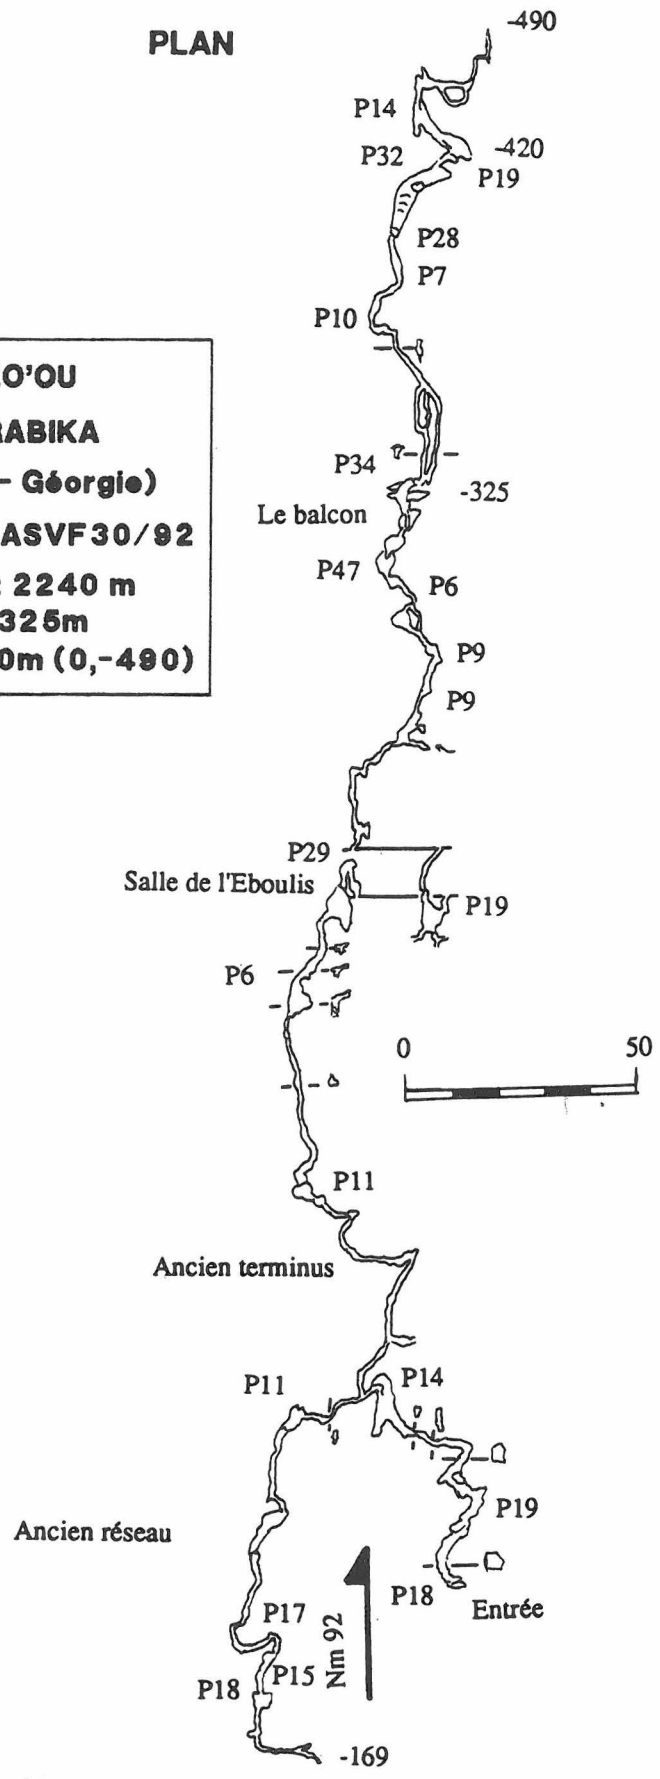 PLAN
-490
P14
P32
-420
P19
P28
P7
P10
O'OU
RABIKA
- Géorgie)
ASVF30/92
: 2240 m
325m
0m (0,-490)
P34
-325
Le balcon
P47
P6
P9
P9
P29
Salle de l'Eboulis
P19
P6
0 50
P11
Ancien terminus
P11
P14
P19
Ancien réseau
P18
Entrée
P17
Nm 92
P15
P18
-169